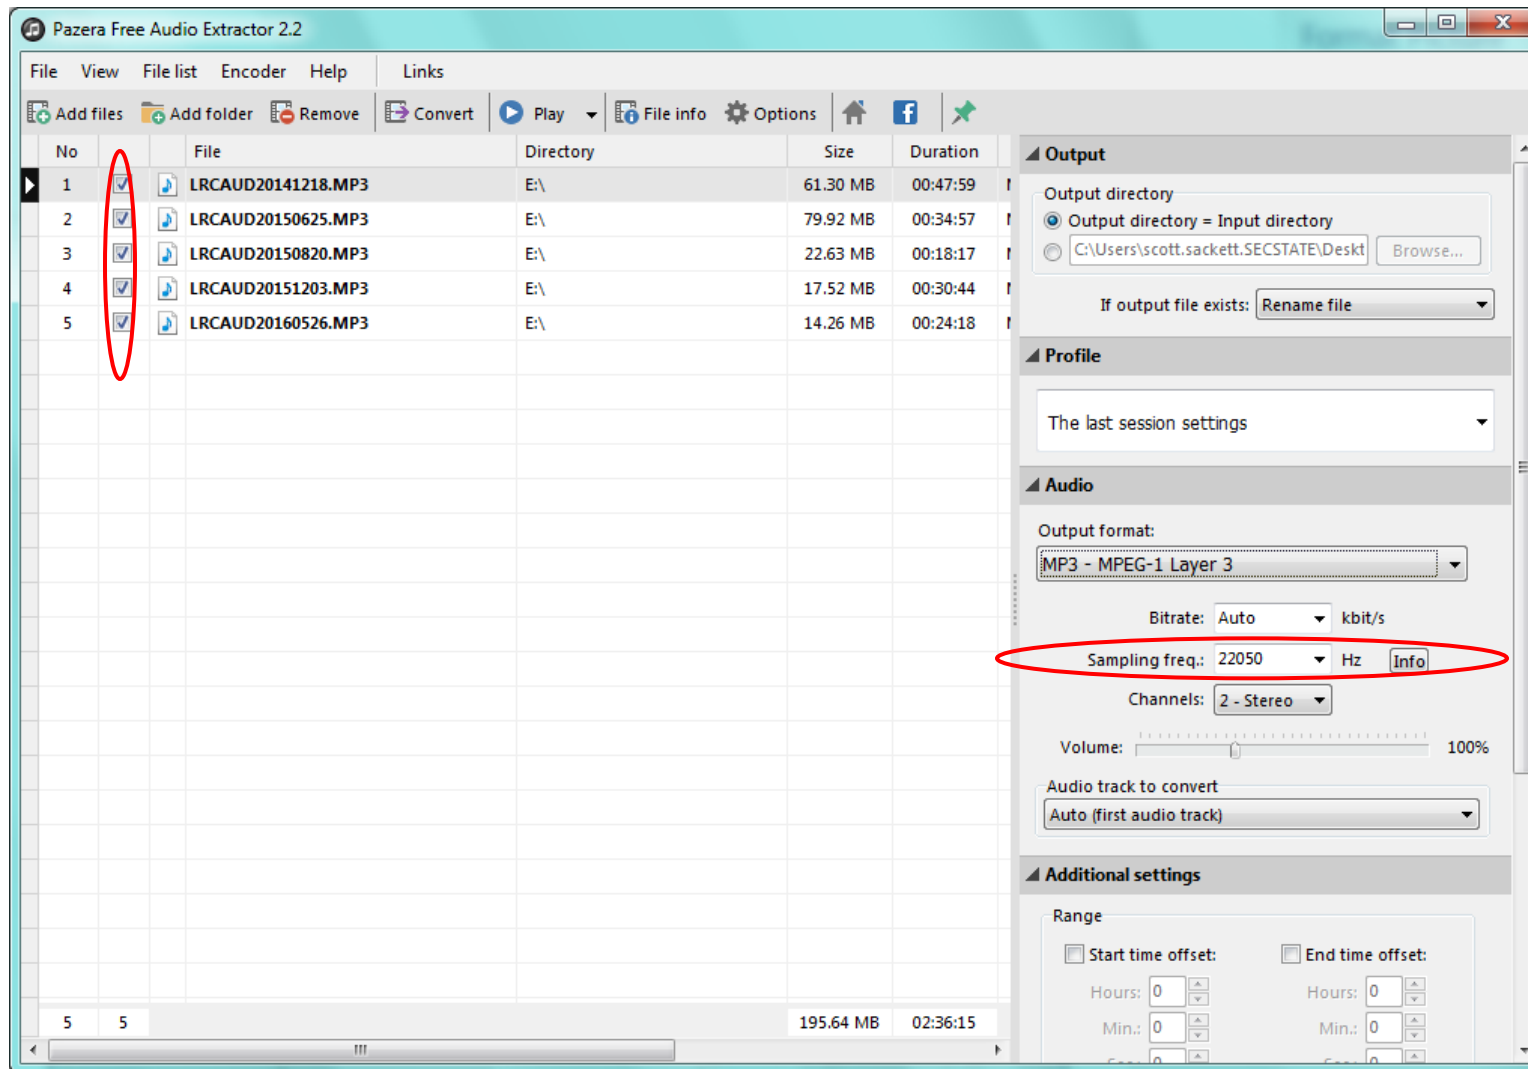 Pazera Free Audio Extractor 2.2
File View File list Encoder Help Links
Add files Add folder Remove Convert Play File info Options
No File Directory Size Duration
1 LRCAUD20141218.MP3 E:\ 61.30 MB 00:47:59
2 LRCAUD20150625.MP3 E:\ 79.92 MB 00:34:57
3 LRCAUD20150820.MP3 E:\ 22.63 MB 00:18:17
4 LRCAUD20151203.MP3 E:\ 17.52 MB 00:30:44
5 LRCAUD20160526.MP3 E:\ 14.26 MB 00:24:18
5 5 195.64 MB 02:36:15
Output
Output directory
Output directory = Input directory
C:\Users\scott.sackett.SECSTATE\Deskt Browse...
If output file exists: Rename file
Profile
The last session settings
Audio
Output format:
MP3 - MPEG-1 Layer 3
Bitrate: Auto kbit/s
Sampling freq.: 22050 Hz Info
Channels: 2 - Stereo
Volume: 100%
Audio track to convert
Auto (first audio track)
Additional settings
Range
Start time offset: End time offset:
Hours: 0 Hours: 0
Min.: 0 Min.: 0